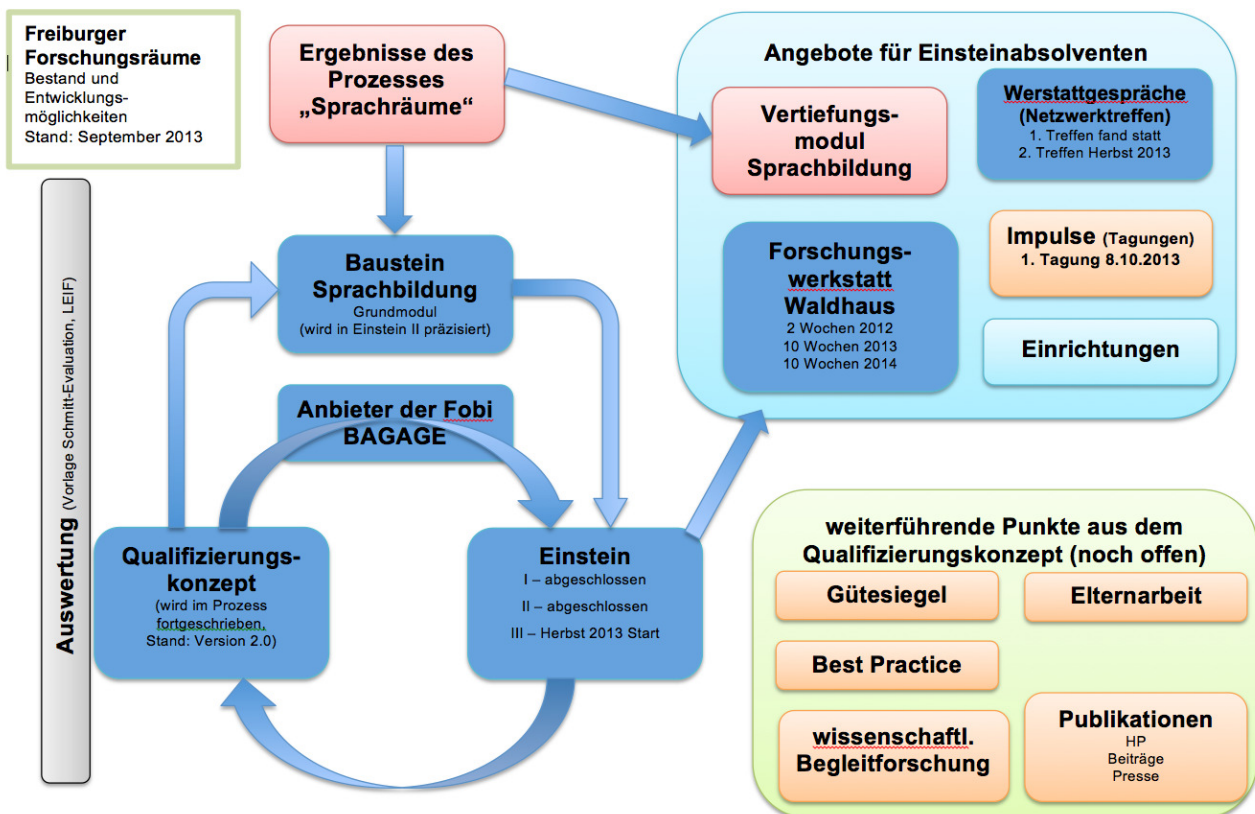 Freiburger
Forschungsräume
Bestand und
Entwicklungs-
möglichkeiten
Stand: September 2013
Auswertung (Vorlage Schmitt-Evaluation, LEIF)
Ergebnisse des
Prozesses
„Sprachräume“
Baustein
Sprachbildung
Grundmodul
(wird in Einstein II präzisiert)
Anbieter der Fobi
BAGAGE
Qualifizierungs-
konzept
(wird im Prozess
fortgeschrieben,
Stand: Version 2.0)
Einstein
I – abgeschlossen
II – abgeschlossen
III – Herbst 2013 Start
Angebote für Einsteinabsolventen
Vertiefungs-
modul
Sprachbildung
Werstattgespräche
(Netzwerktreffen)
1. Treffen fand statt
2. Treffen Herbst 2013
Forschungs-
werkstatt
Waldhaus
2 Wochen 2012
10 Wochen 2013
10 Wochen 2014
Impulse (Tagungen)
1. Tagung 8.10.2013
Einrichtungen
weiterführende Punkte aus dem
Qualifizierungskonzept (noch offen)
Gütesiegel
Elternarbeit
Best Practice
wissenschaftl.
Begleitforschung
Publikationen
HP
Beiträge
Presse